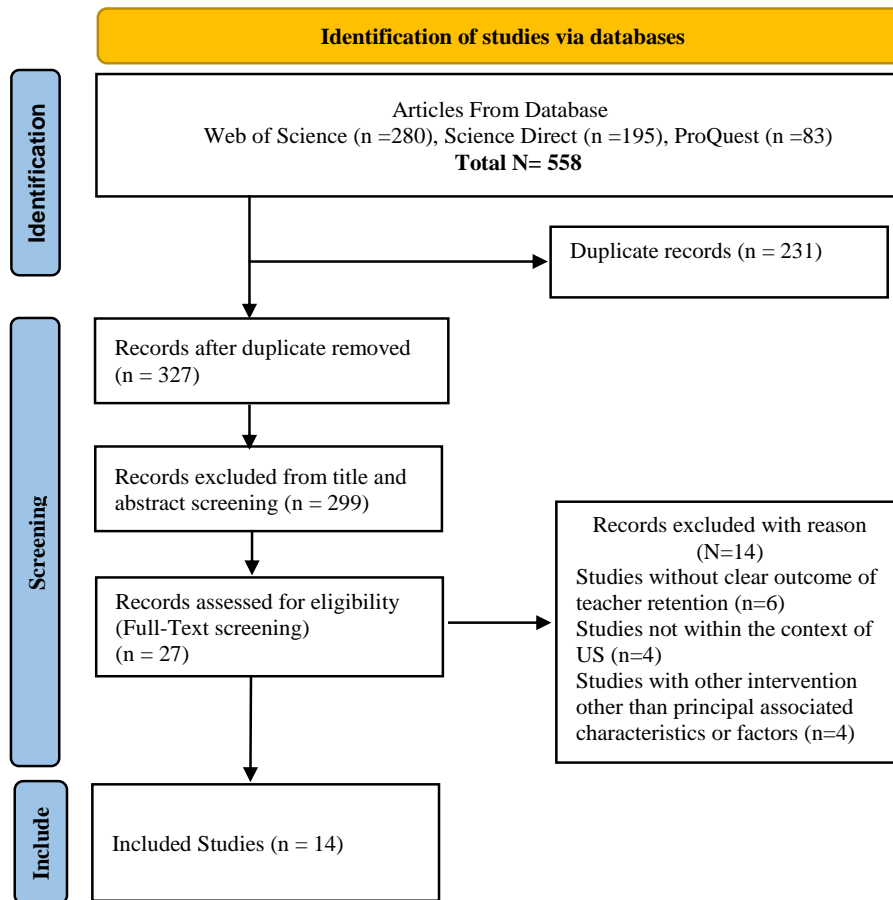 Identification of studies via databases
Identification
Articles From Database
Web of Science (n =280), Science Direct (n =195), ProQuest (n =83)
Total N= 558
Duplicate records (n = 231)
Screening
Records after duplicate removed
(n = 327)
Records excluded from title and
abstract screening (n = 299)
Records assessed for eligibility
(Full-Text screening)
(n = 27)
Records excluded with reason
(N=14)
Studies without clear outcome of
teacher retention (n=6)
Studies not within the context of
US (n=4)
Studies with other intervention
other than principal associated
characteristics or factors (n=4)
Include
Included Studies (n = 14)